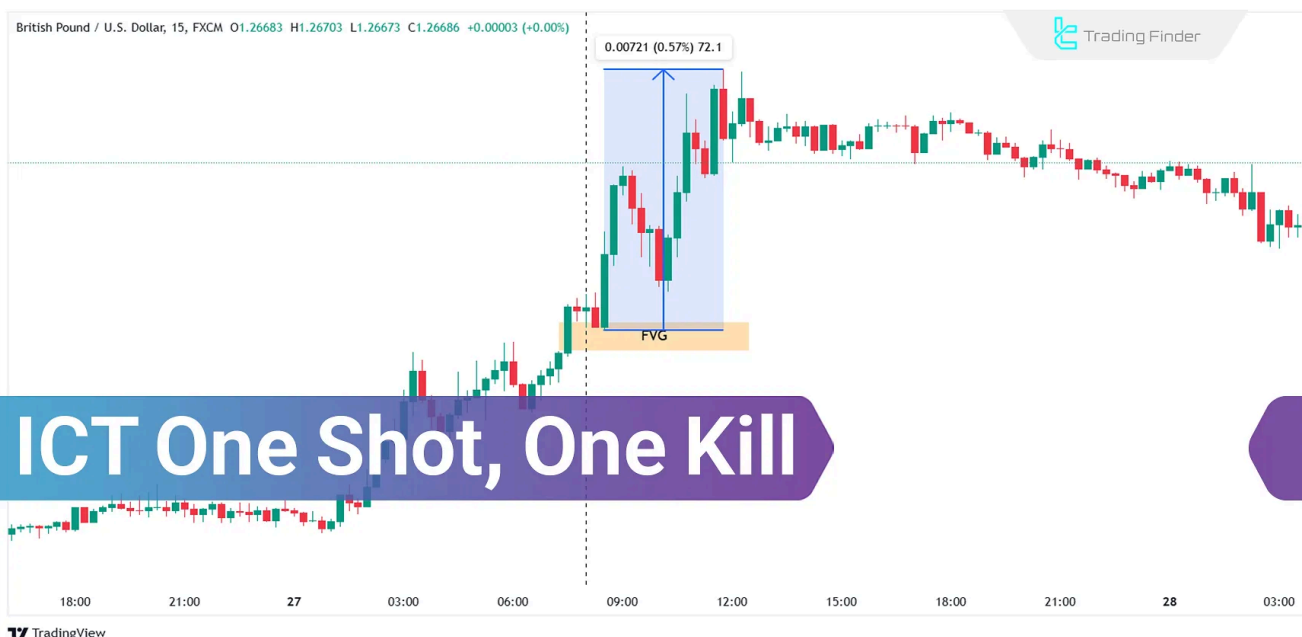 British Pound / U.S. Dollar, 15, FXCM O1.26683 H1.26703 L1.26673 C1.26686 +0.00003 (+0.00%)
Trading Finder
0.00721 (0.57%) 72.1
FVG
ICT One Shot, One Kill
18:00 21:00 27 03:00 06:00 09:00 12:00 15:00 18:00 21:00 28 03:00
TradingView